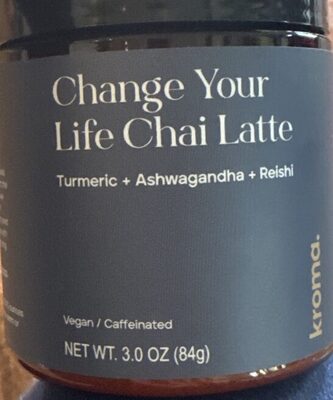 Change Your
Life Chai Latte
Turmeric + Ashwagandha + Reishi
kroma.
Vegan / Caffeinated
NET WT. 3.0 OZ (84g)